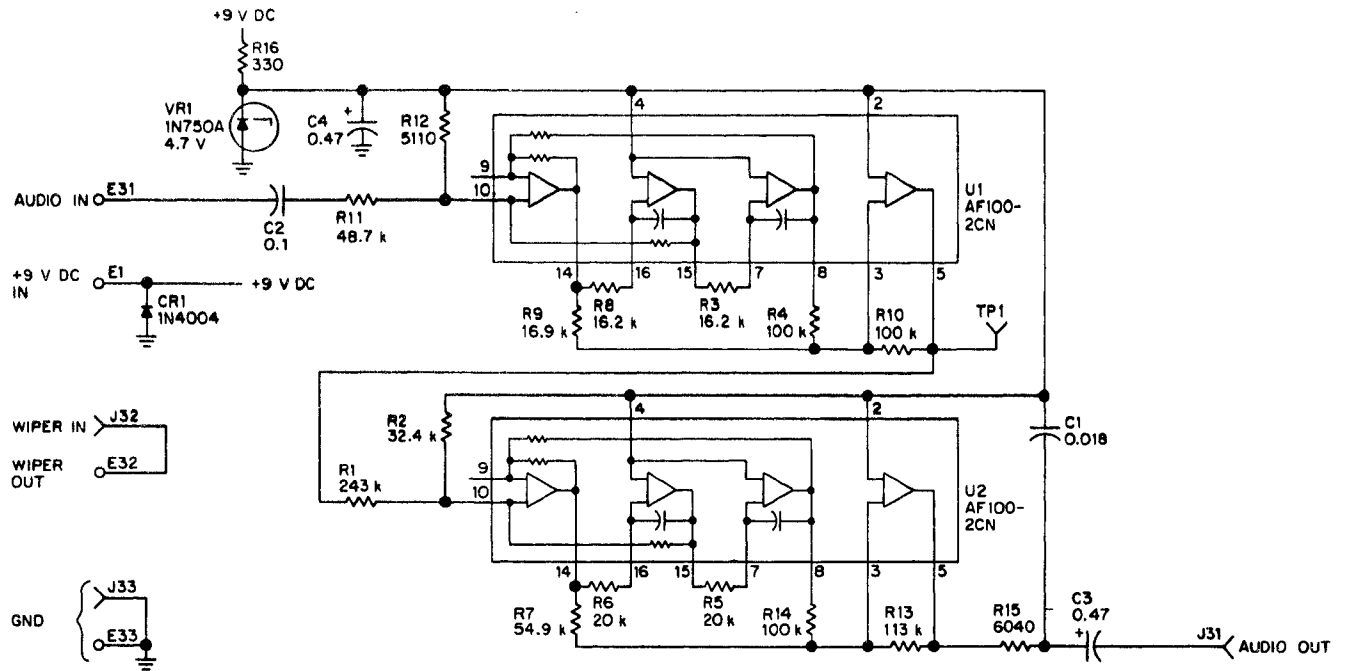 +9 V DC
R16
330
VR1
1N750A
4.7 V
C4
0.47
+
R12
5110
4
2
9
10
U1
AF100-
2CN
AUDIO IN
E31
C2
0.1
R11
48.7 k
14
16
15
7
8
3
5
+9 V DC
IN
E1
+9 V DC
CR1
1N4004
R9
16.9 k
R8
16.2 k
R3
16.2 k
R4
100 k
R10
100 k
TP1
WIPER IN
J32
WIPER
OUT
E32
R2
32.4 k
R1
243 k
4
2
9
10
C1
0.018
U2
AF100-
2CN
14
16
15
7
8
3
5
GND
J33
E33
R7
54.9 k
R6
20 k
R5
20 k
R14
100 k
R13
113 k
R15
6040
C3
0.47
+
J31
AUDIO OUT